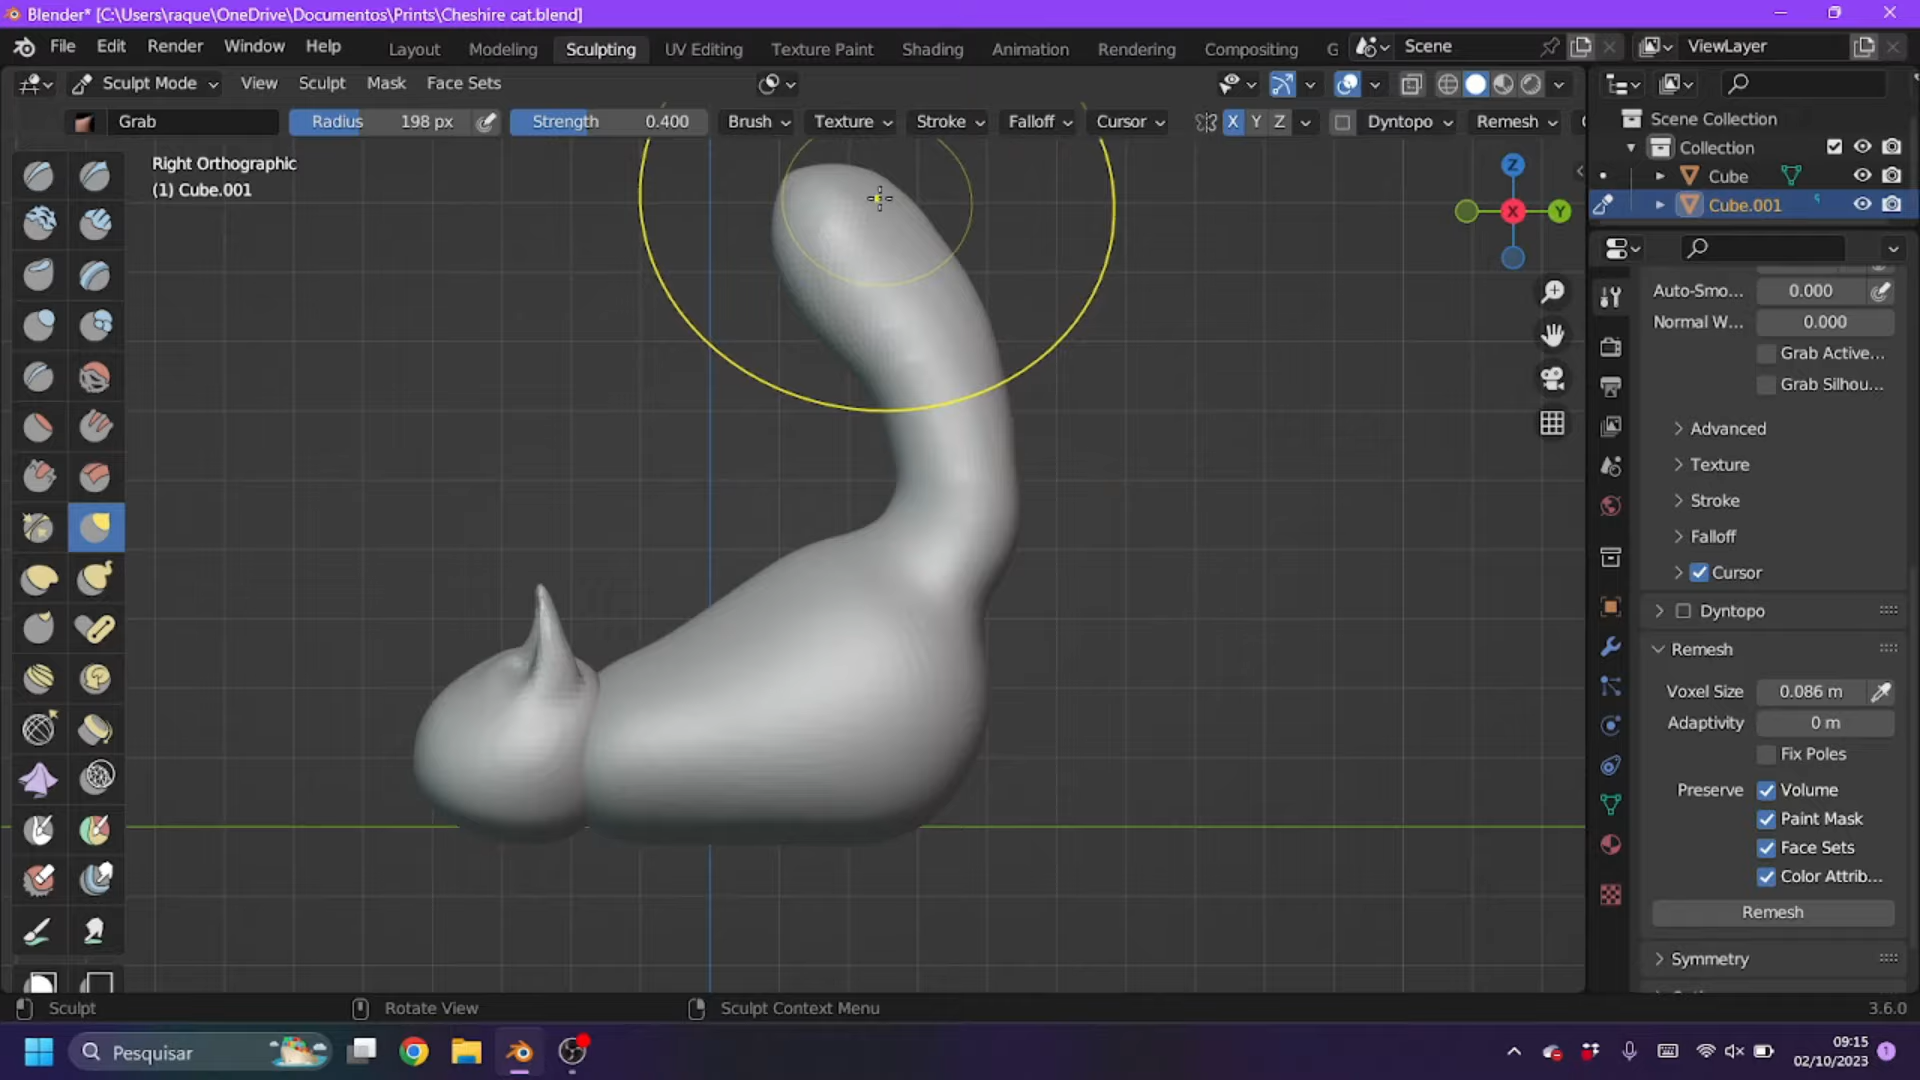 Blender* [C:\Users\raque\OneDrive\Documentos\Prints\Cheshire cat.blend]
File Edit Render Window Help Layout Modeling Sculpting UV Editing Texture Paint Shading Animation Rendering Compositing G Scene ViewLayer
Sculpt Mode View Sculpt Mask Face Sets
Grab Radius 198 px Strength 0.400 Brush Texture Stroke Falloff Cursor X Y Z Dyntopo Remesh
Right Orthographic
(1) Cube.001
Z
X
Y
Scene Collection
Collection
Cube
Cube.001
Auto-Smo... 0.000
Normal W... 0.000
Grab Active...
Grab Silhou...
Advanced
Texture
Stroke
Falloff
Cursor
Dyntopo
Remesh
Voxel Size 0.086 m
Adaptivity 0 m
Fix Poles
Preserve Volume
Paint Mask
Face Sets
Color Attrib...
Remesh
Symmetry
Sculpt Rotate View Sculpt Context Menu 3.6.0
Pesquisar
09:15
02/10/2023
1